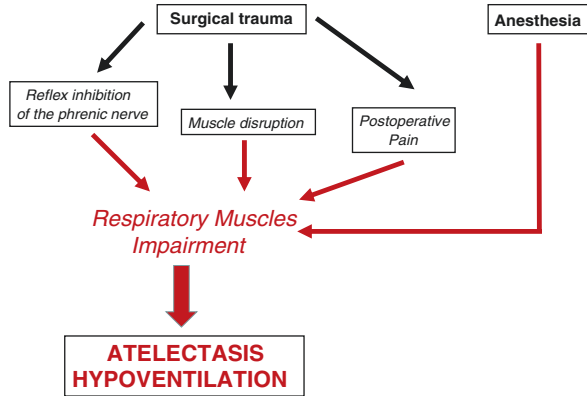 Surgical trauma
Anesthesia
Reflex inhibition
of the phrenic nerve
Muscle disruption
Postoperative
Pain
Respiratory Muscles
Impairment
ATELECTASIS
HYPOVENTILATION